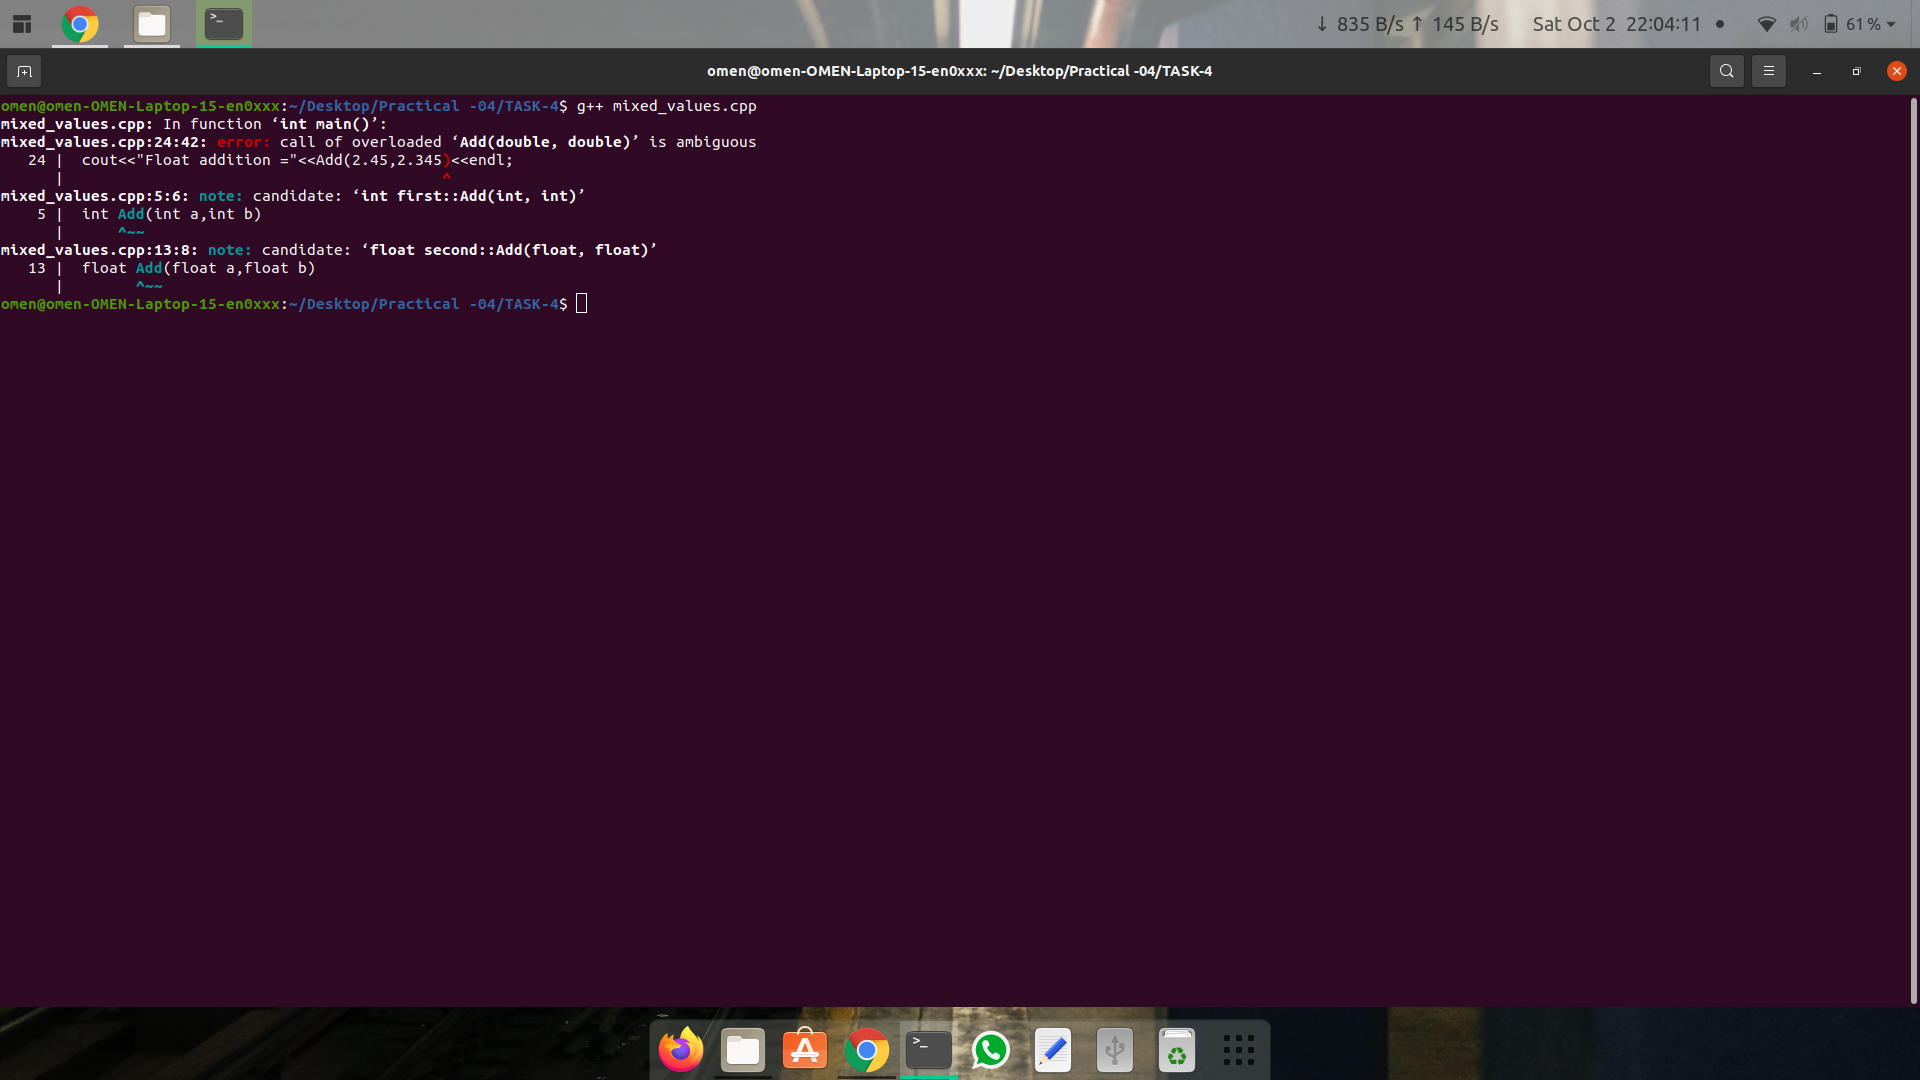 ↓ 835 B/s ↑ 145 B/s Sat Oct 2 22:04:11 61%
omen@omen-OMEN-Laptop-15-en0xxx: ~/Desktop/Practical -04/TASK-4
omen@omen-OMEN-Laptop-15-en0xxx:~/Desktop/Practical -04/TASK-4$ g++ mixed_values.cpp
mixed_values.cpp: In function ‘int main()’:
mixed_values.cpp:24:42: error: call of overloaded ‘Add(double, double)’ is ambiguous
   24 |  cout<<"Float addition ="<<Add(2.45,2.345)<<endl;
      |                                          ^
mixed_values.cpp:5:6: note: candidate: ‘int first::Add(int, int)’
    5 |  int Add(int a,int b)
      |      ^~~
mixed_values.cpp:13:8: note: candidate: ‘float second::Add(float, float)’
   13 |  float Add(float a,float b)
      |        ^~~
omen@omen-OMEN-Laptop-15-en0xxx:~/Desktop/Practical -04/TASK-4$